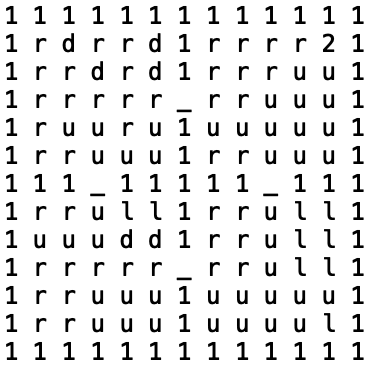 1 1 1 1 1 1 1 1 1 1 1 1 1
1 r d r r d 1 r r r r 2 1
1 r r d r d 1 r r r u u 1
1 r r r r r _ r r u u u 1
1 r u u r u 1 u u u u u 1
1 r r u u u 1 r r u u u 1
1 1 1 _ 1 1 1 1 1 _ 1 1 1
1 r r u l l 1 r r u l l 1
1 u u u d d 1 r r u l l 1
1 r r r r r _ r r u l l 1
1 r r u u u 1 u u u u u 1
1 r r u u u 1 u u u u l 1
1 1 1 1 1 1 1 1 1 1 1 1 1